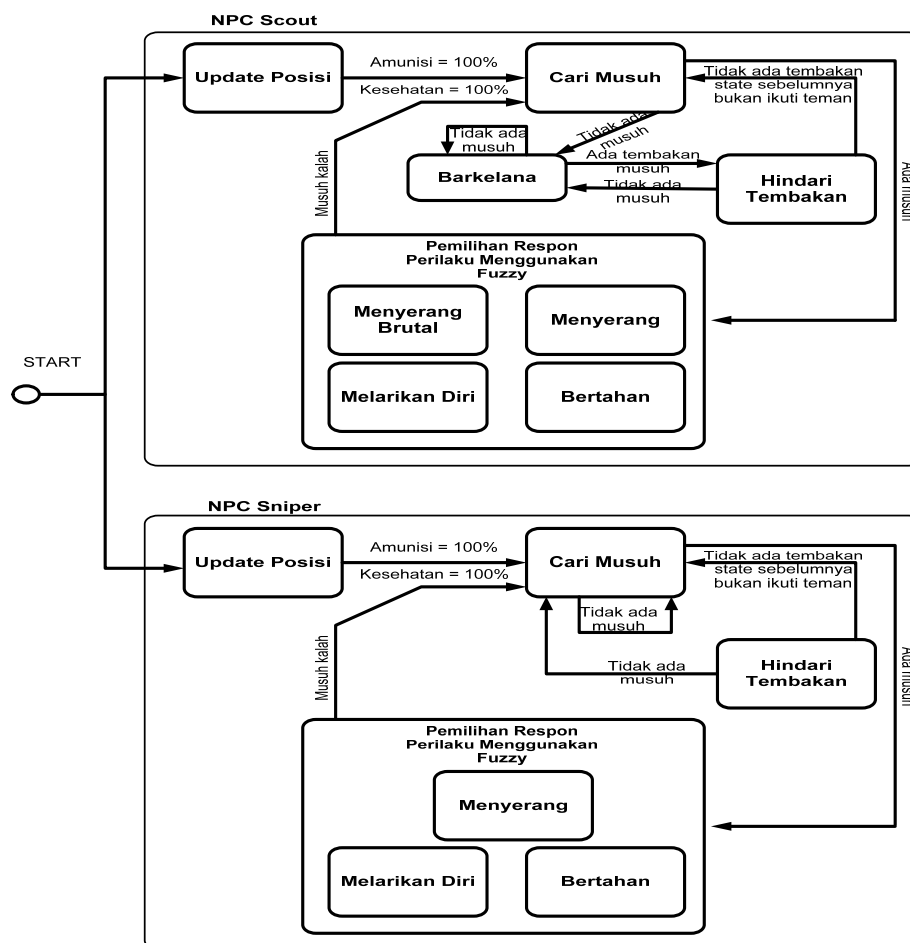 NPC Scout
Update Posisi
Amunisi = 100%
Kesehatan = 100%
Cari Musuh
Tidak ada tembakan
state sebelumnya
bukan ikuti teman
Tidak ada
musuh
Tidak ada
musuh
Barkelana
Ada tembakan
musuh
Tidak ada
musuh
Hindari
Tembakan
Ada musuh
Musuh kalah
Pemilihan Respon
Perilaku Menggunakan
Fuzzy
Menyerang
Brutal
Menyerang
Melarikan Diri
Bertahan
START
NPC Sniper
Update Posisi
Amunisi = 100%
Kesehatan = 100%
Cari Musuh
Tidak ada tembakan
state sebelumnya
bukan ikuti teman
Tidak ada
musuh
Tidak ada
musuh
Hindari
Tembakan
Ada musuh
Musuh kalah
Pemilihan Respon
Perilaku Menggunakan
Fuzzy
Menyerang
Melarikan Diri
Bertahan